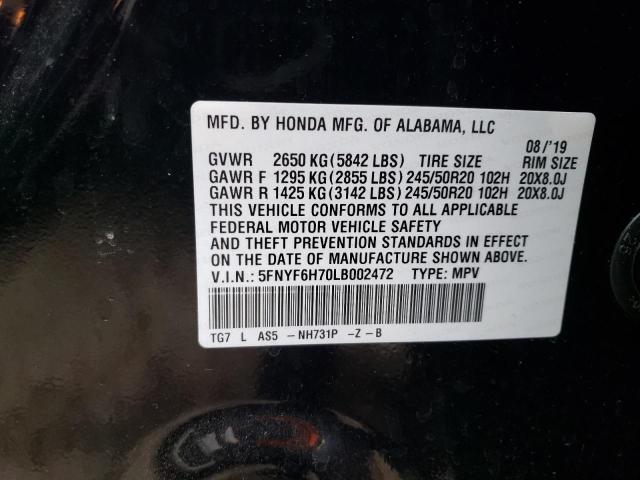 MFD. BY HONDA MFG. OF ALABAMA, LLC
08/'19
GVWR 2650 KG (5842 LBS) TIRE SIZE RIM SIZE
GAWR F 1295 KG (2855 LBS) 245/50R20 102H 20X8.0J
GAWR R 1425 KG (3142 LBS) 245/50R20 102H 20X8.0J
THIS VEHICLE CONFORMS TO ALL APPLICABLE
FEDERAL MOTOR VEHICLE SAFETY
AND THEFT PREVENTION STANDARDS IN EFFECT
ON THE DATE OF MANUFACTURE SHOWN ABOVE.
V.I.N.: 5FNYF6H70LB002472 TYPE: MPV
TG7 L AS5 -NH731P -Z-B